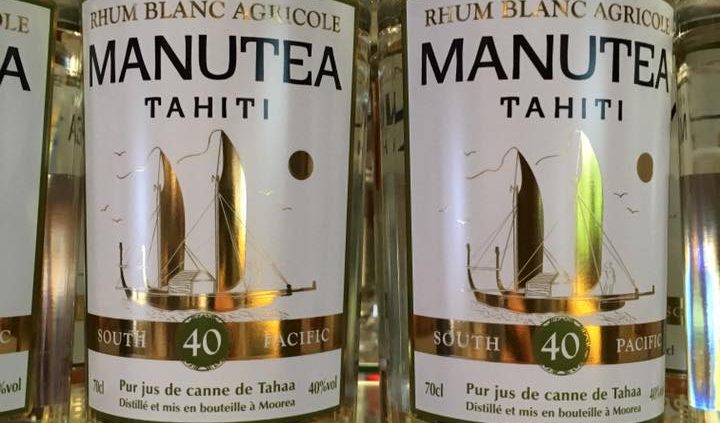 RHUM BLANC AGRICOLE
MANUTEA
TAHITI
SOUTH 40 PACIFIC
70cl Pur jus de canne de Tahaa 40%vol
Distillé et mis en bouteille à Moorea
RHUM BLANC AGRICOLE
MANUTEA
TAHITI
SOUTH 40 PACIFIC
70cl Pur jus de canne de Tahaa
Distillé et mis en bouteille à Moorea